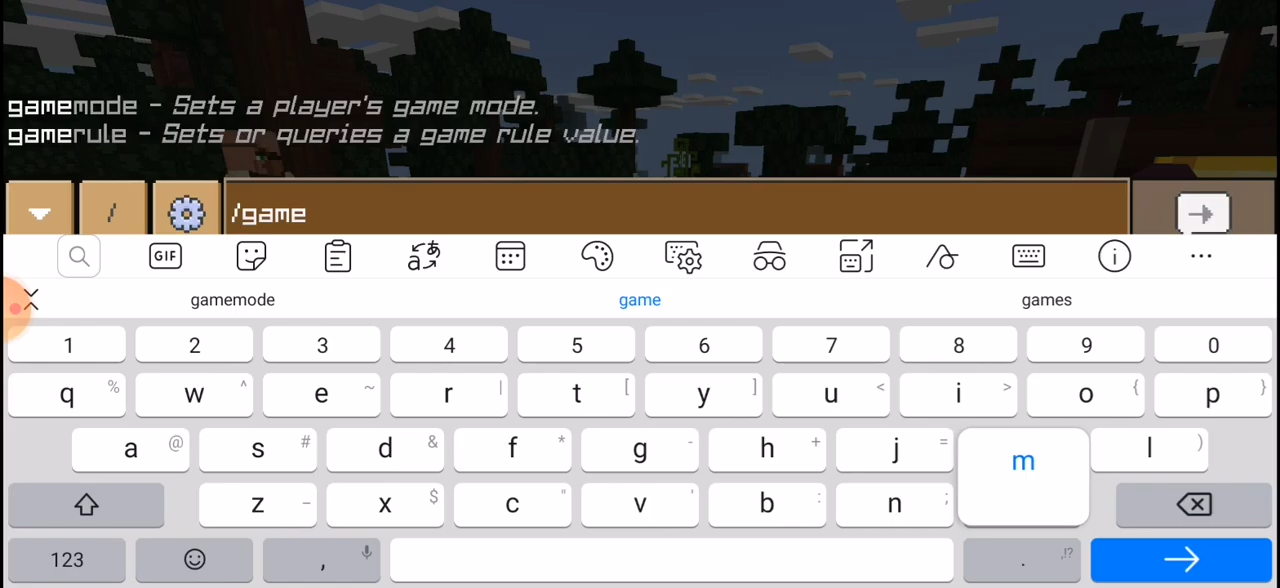 gamemode - Sets a player's game mode.
gamerule - Sets or queries a game rule value.
/ /game
GIF
gamemode game games
1 2 3 4 5 6 7 8 9 0
q % w ^ e ~ r | t [ y ] u < i > o { p }
a @ s # d & f * g - h + j = m l )
z _ x $ c " v ' b : n ;
123 , . ,!?